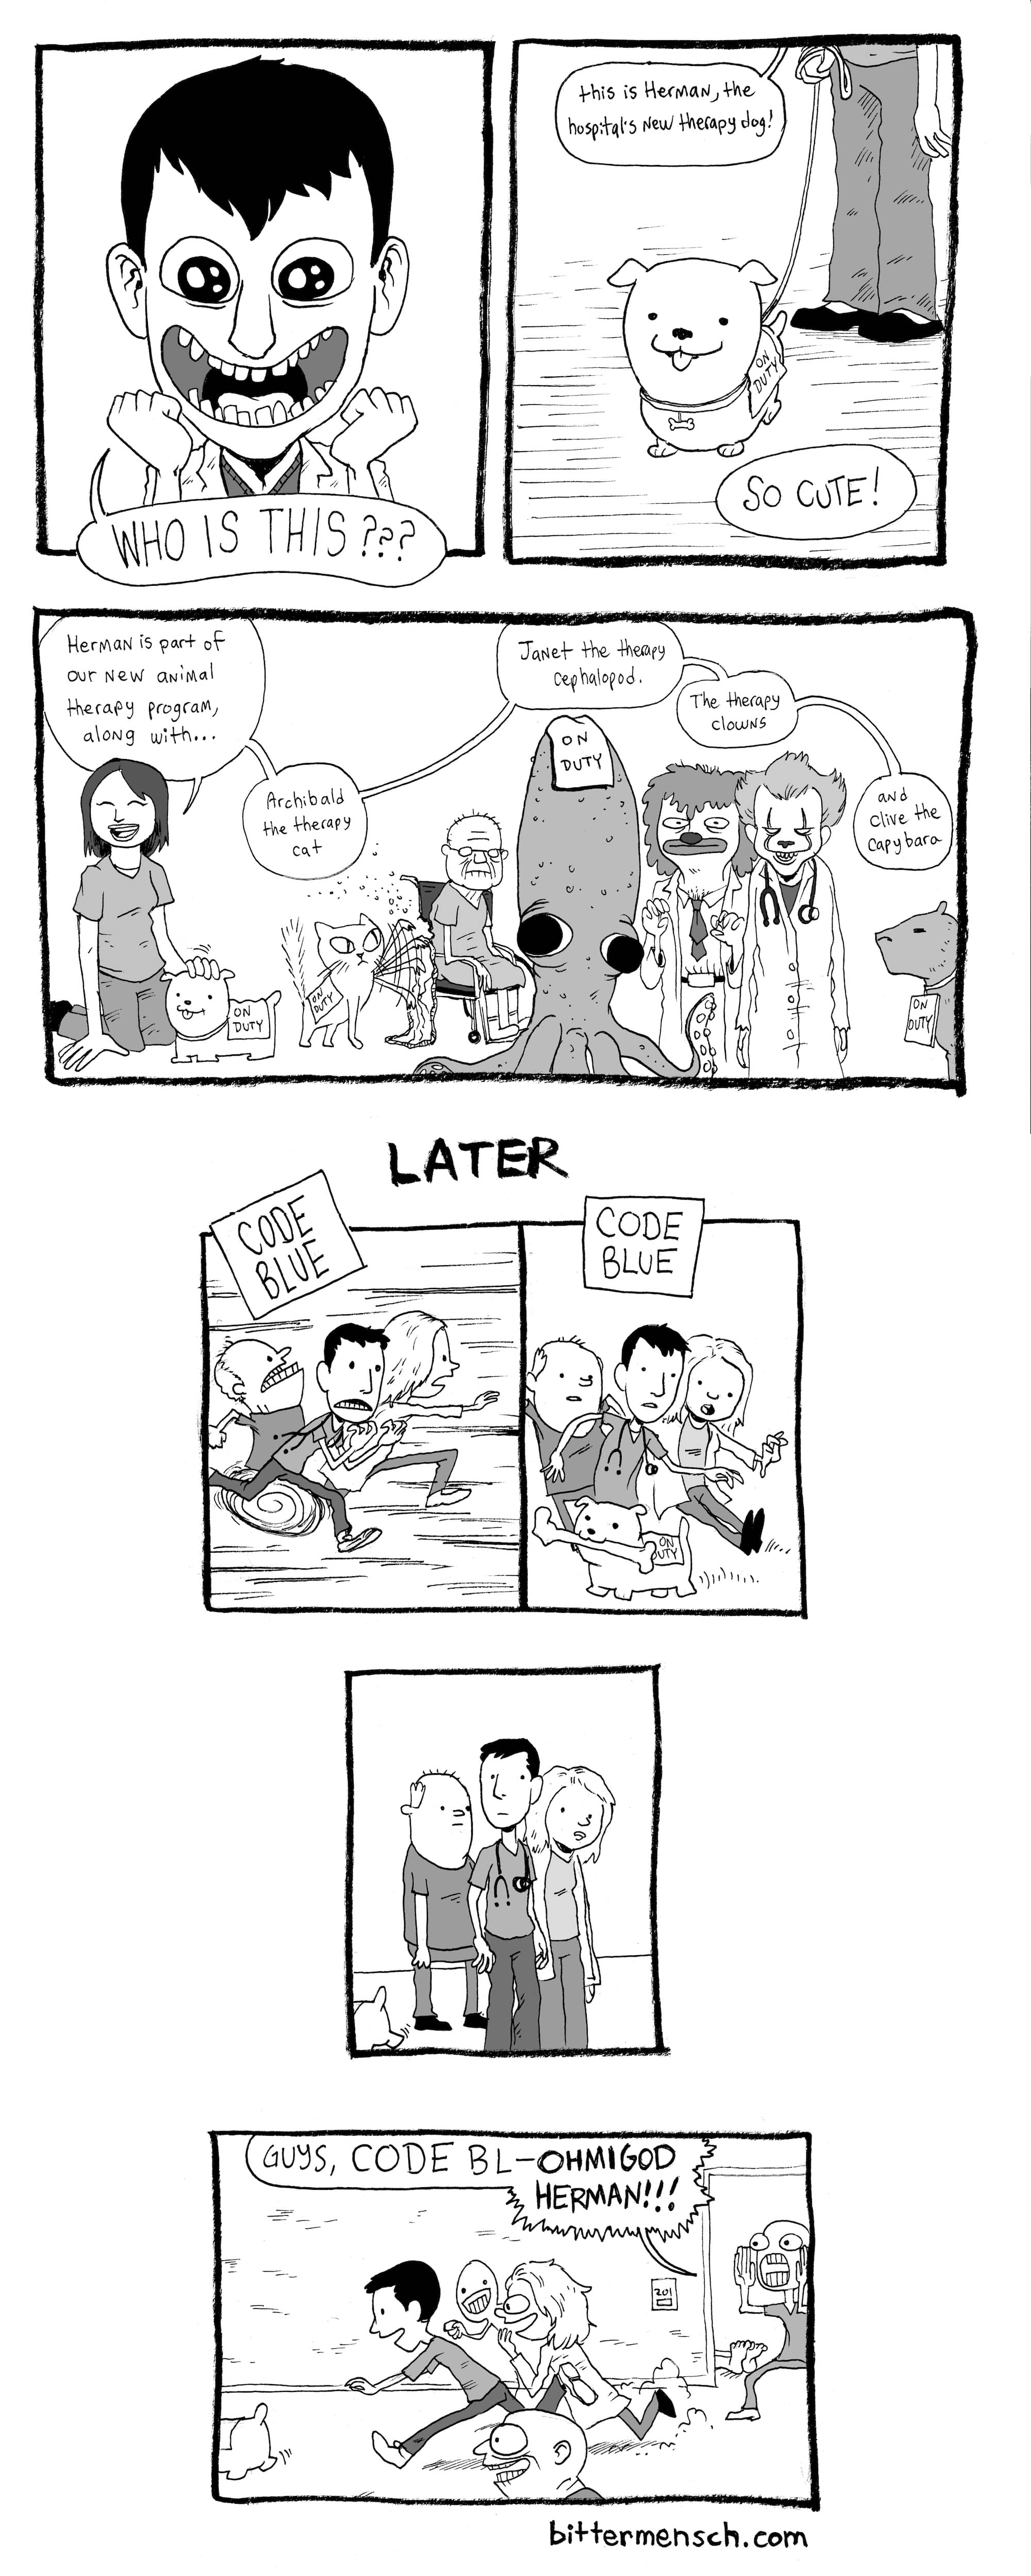 WHO IS THIS???
this is Herman, the
hospital's new therapy dog!
ON
DUTY
SO CUTE!
Herman is part of
our new animal
therapy program,
along with...
Archibald
the therapy
cat
Janet the therapy
cephalopod.
The therapy
clowns
and
clive the
capybara
ON
DUTY
ON
DUTY
ON
DUTY
ON
DUTY
LATER
CODE
BLUE
CODE
BLUE
ON
DUTY
GUYS, CODE BL-OHMIGOD
HERMAN!!!
201
bittermensch.com